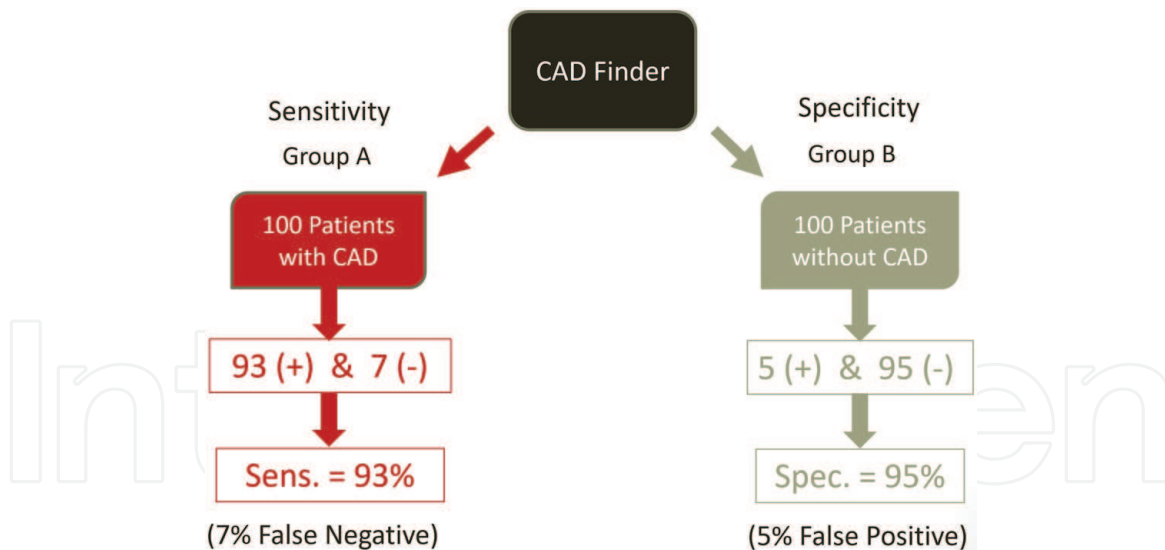 CAD Finder
Sensitivity
Group A
100 Patients
with CAD
93 (+) & 7 (-)
Sens. = 93%
(7% False Negative)
Specificity
Group B
100 Patients
without CAD
5 (+) & 95 (-)
Spec. = 95%
(5% False Positive)